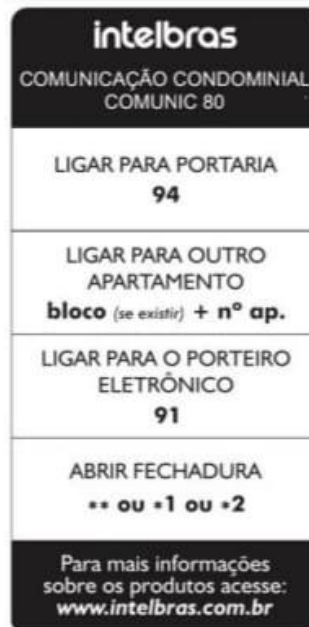 intelbras
COMUNICAÇÃO CONDOMINIAL
COMUNIC 80
LIGAR PARA PORTARIA
94
LIGAR PARA OUTRO
APARTAMENTO
bloco (se existir) + nº ap.
LIGAR PARA O PORTEIRO
ELETRÔNICO
91
ABRIR FECHADURA
** ou *1 ou *2
Para mais informações
sobre os produtos acesse:
www.intelbras.com.br